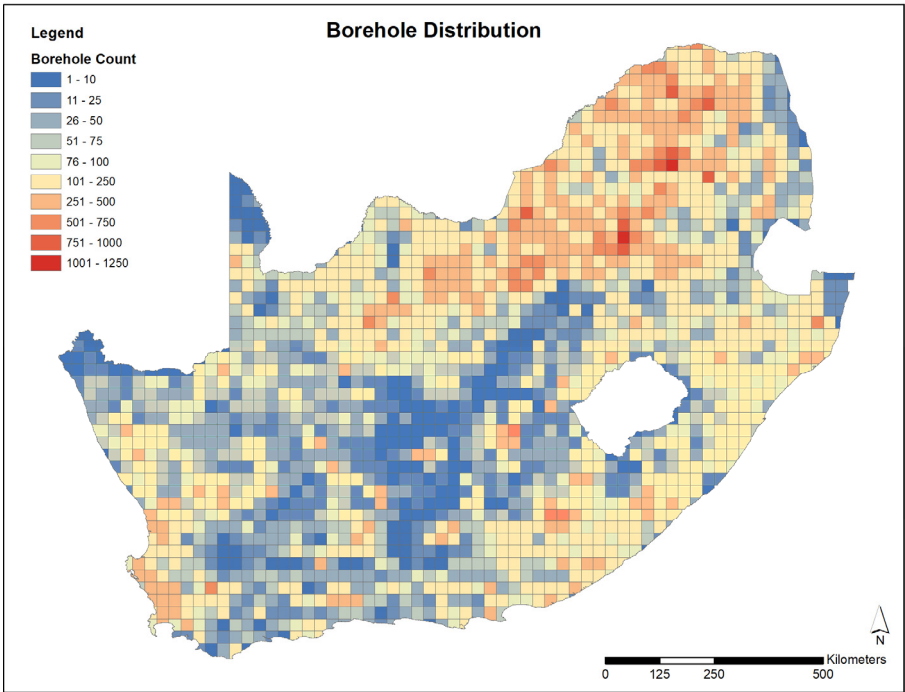 Borehole Distribution
Legend
Borehole Count
1 - 10
11 - 25
26 - 50
51 - 75
76 - 100
101 - 250
251 - 500
501 - 750
751 - 1000
1001 - 1250
N
Kilometers
0 125 250 500